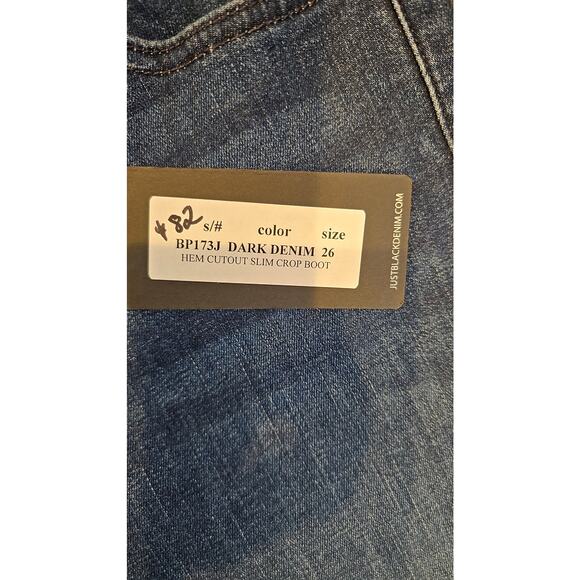 $82
s/# color size
BP173J DARK DENIM 26
HEM CUTOUT SLIM CROP BOOT
JUSTBLACKDENIM.COM